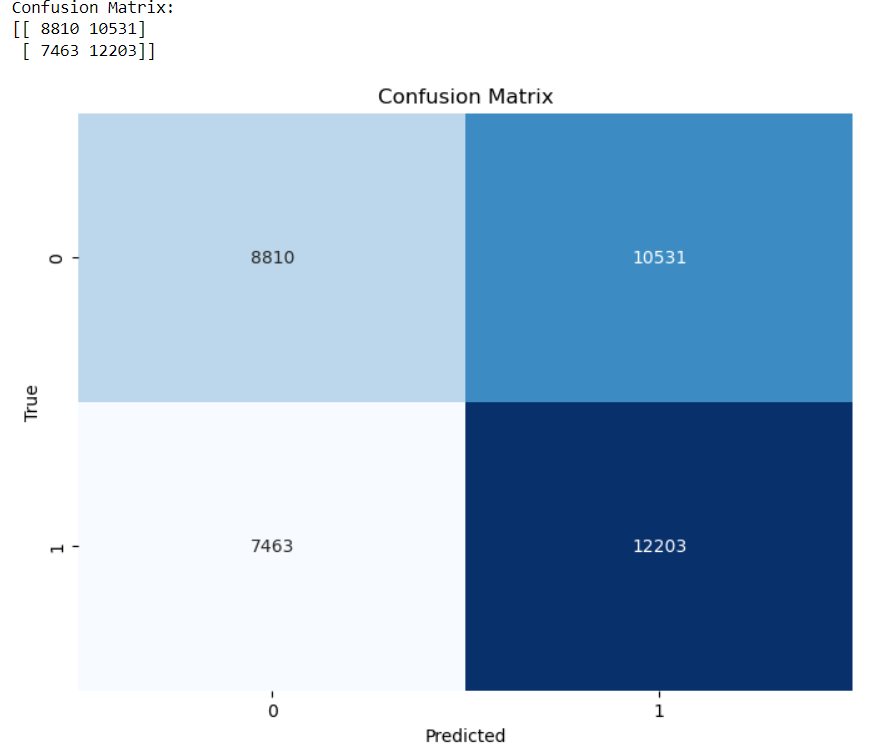 Confusion Matrix:
[[ 8810 10531]
 [ 7463 12203]]
Confusion Matrix
0
8810
10531
True
1
7463
12203
0
1
Predicted